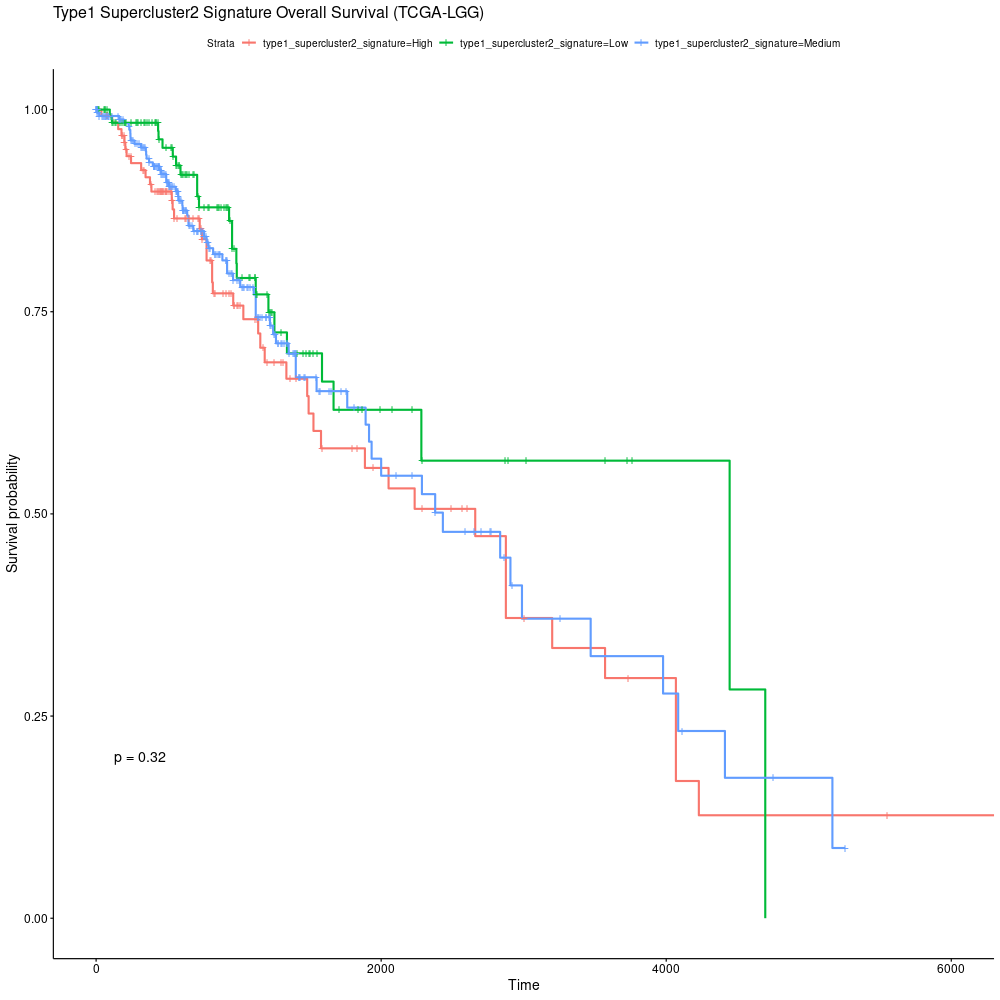 Type1 Supercluster2 Signature Overall Survival (TCGA-LGG)
Strata type1_supercluster2_signature=High type1_supercluster2_signature=Low type1_supercluster2_signature=Medium
1.00
0.75
0.50
0.25
0.00
Survival probability
p = 0.32
0 2000 4000 6000
Time